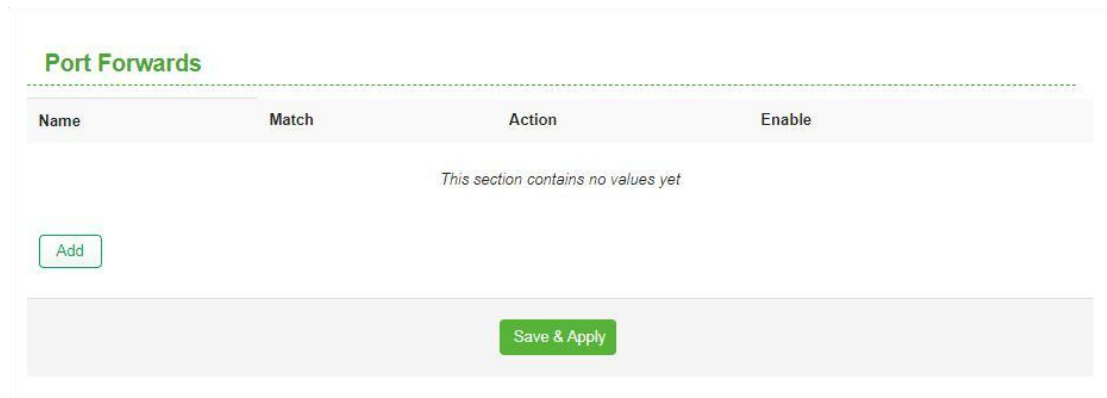 Port Forwards
Name Match Action Enable
This section contains no values yet
Add
Save & Apply